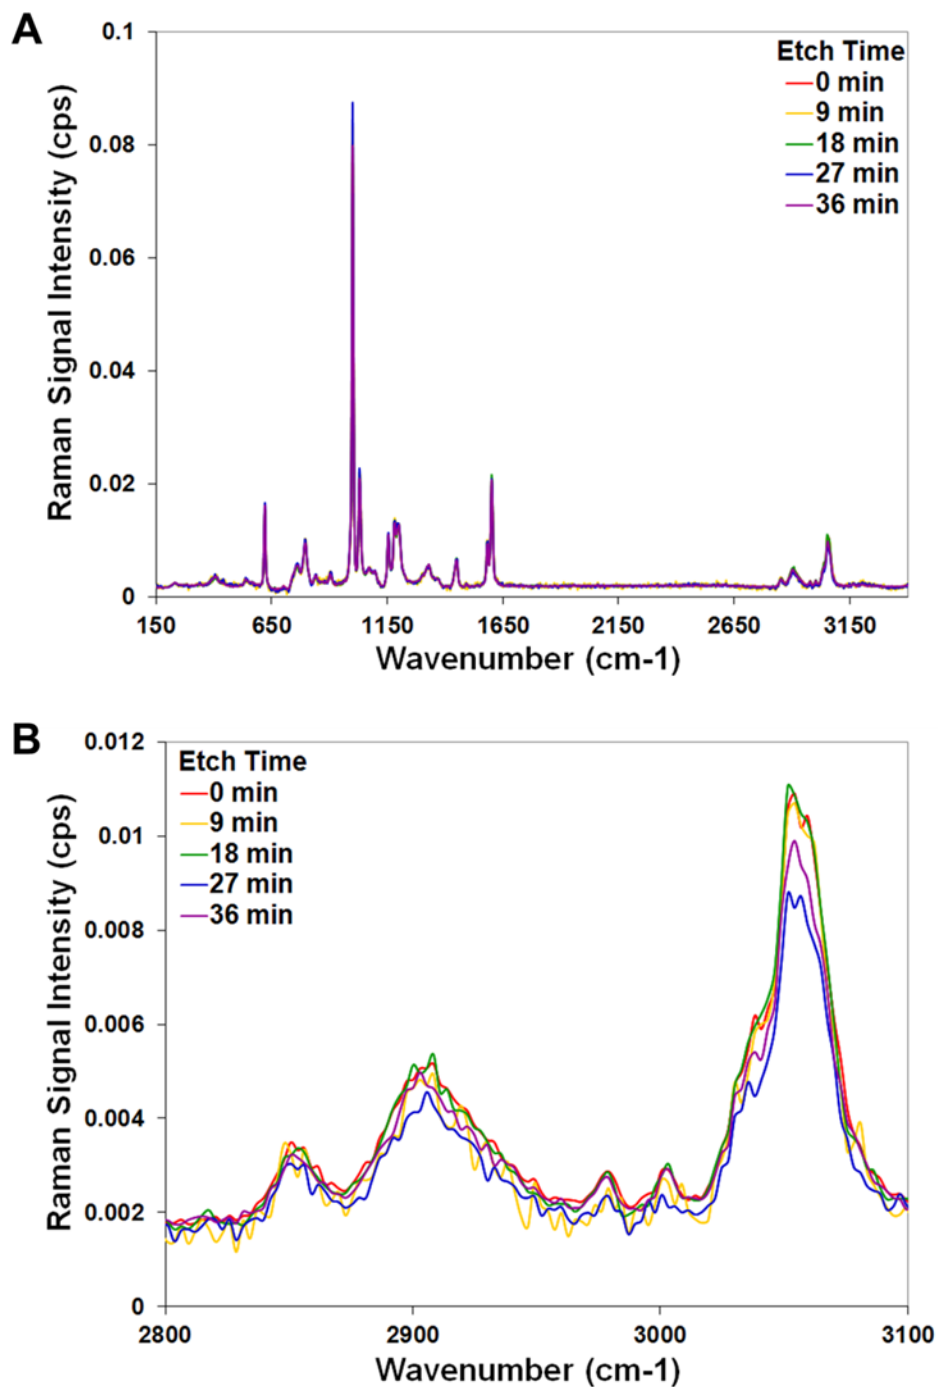 A
Raman Signal Intensity (cps)
0.1
0.08
0.06
0.04
0.02
0
Etch Time
0 min
9 min
18 min
27 min
36 min
150 650 1150 1650 2150 2650 3150
Wavenumber (cm-1)
B
Raman Signal Intensity (cps)
0.012
0.01
0.008
0.006
0.004
0.002
0
Etch Time
0 min
9 min
18 min
27 min
36 min
2800 2900 3000 3100
Wavenumber (cm-1)